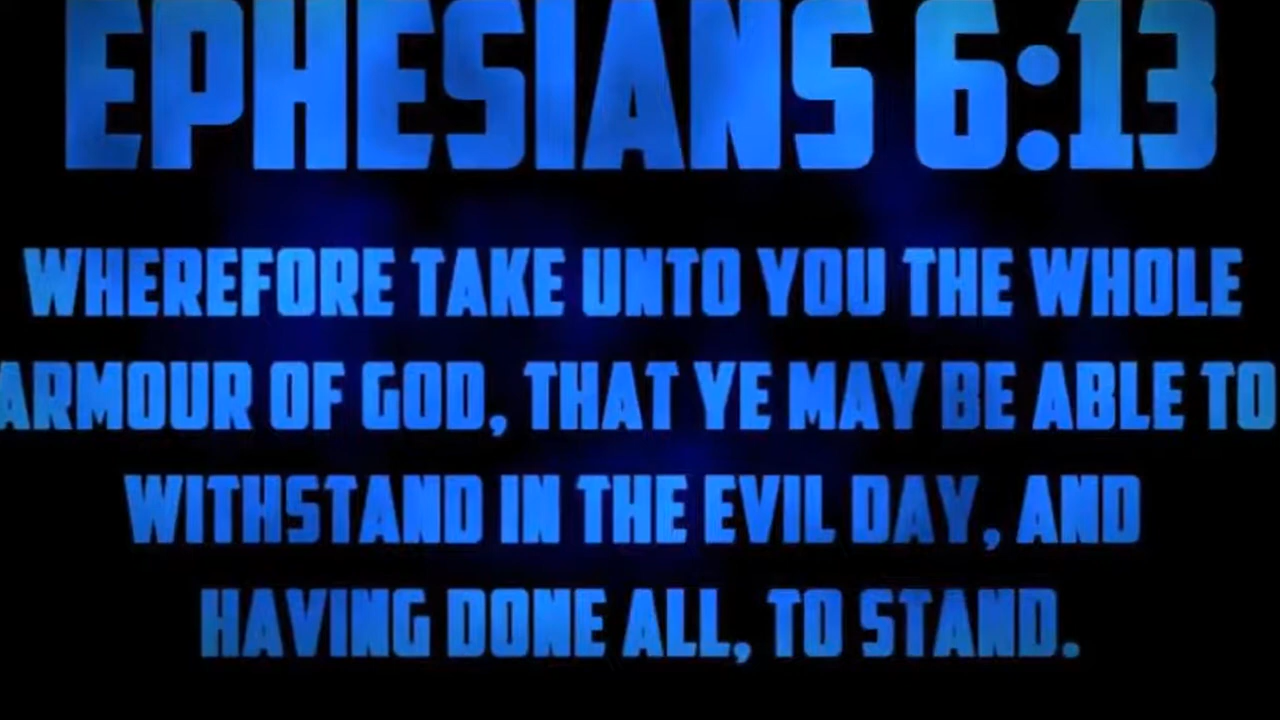 EPHESIANS 6:13
WHEREFORE TAKE UNTO YOU THE WHOLE
ARMOUR OF GOD, THAT YE MAY BE ABLE TO
WITHSTAND IN THE EVIL DAY, AND
HAVING DONE ALL, TO STAND.